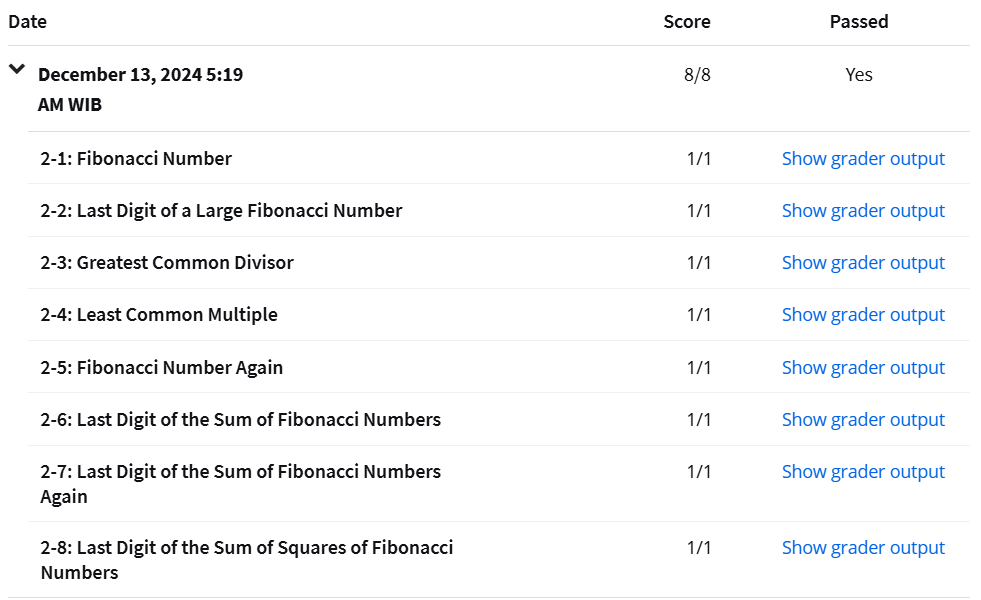 Date Score Passed
December 13, 2024 5:19 8/8 Yes
AM WIB
2-1: Fibonacci Number 1/1 Show grader output
2-2: Last Digit of a Large Fibonacci Number 1/1 Show grader output
2-3: Greatest Common Divisor 1/1 Show grader output
2-4: Least Common Multiple 1/1 Show grader output
2-5: Fibonacci Number Again 1/1 Show grader output
2-6: Last Digit of the Sum of Fibonacci Numbers 1/1 Show grader output
2-7: Last Digit of the Sum of Fibonacci Numbers 1/1 Show grader output
Again
2-8: Last Digit of the Sum of Squares of Fibonacci 1/1 Show grader output
Numbers